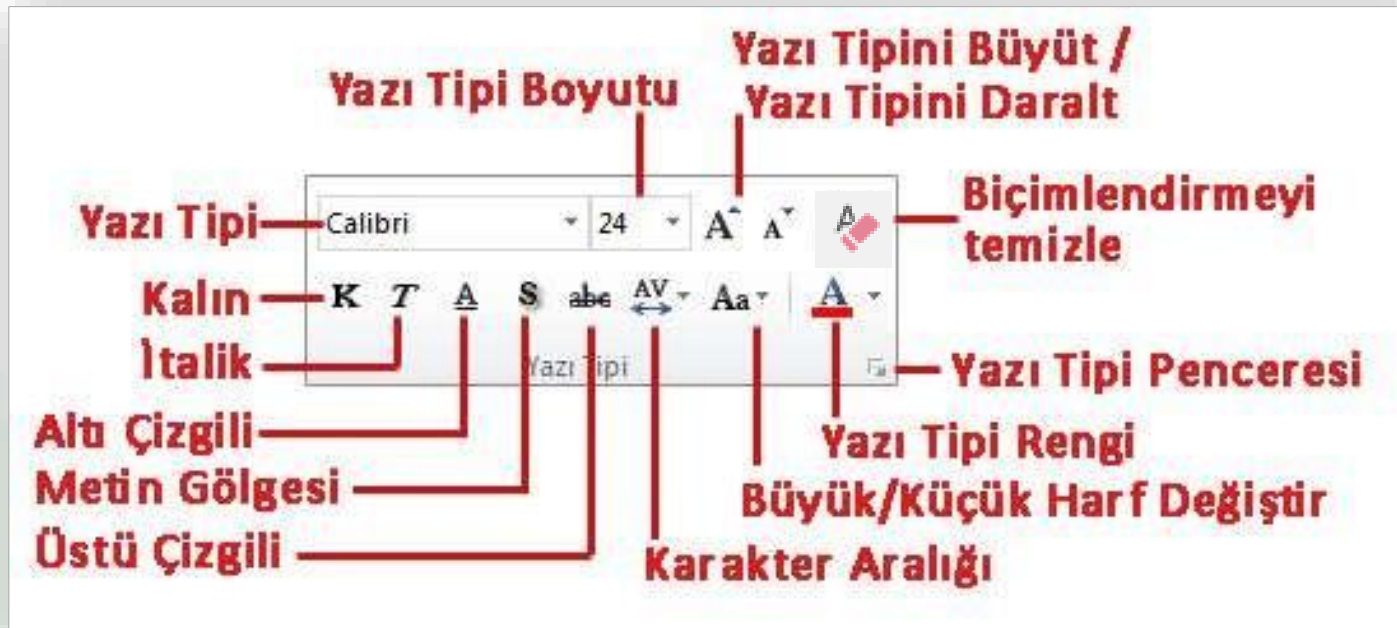 Yazı Tipini Büyüt /
Yazı Tipini Daralt
Yazı Tipi Boyutu
Biçimlendirmeyi
temizle
Yazı Tipi
Calibri
24
A A A
Kalın
K T A S abc AV Aa A
İtalik
Yazı Tipi
Yazı Tipi Penceresi
Altı Çizgili
Yazı Tipi Rengi
Metin Gölgesi
Büyük/Küçük Harf Değiştir
Üstü Çizgili
Karakter Aralığı